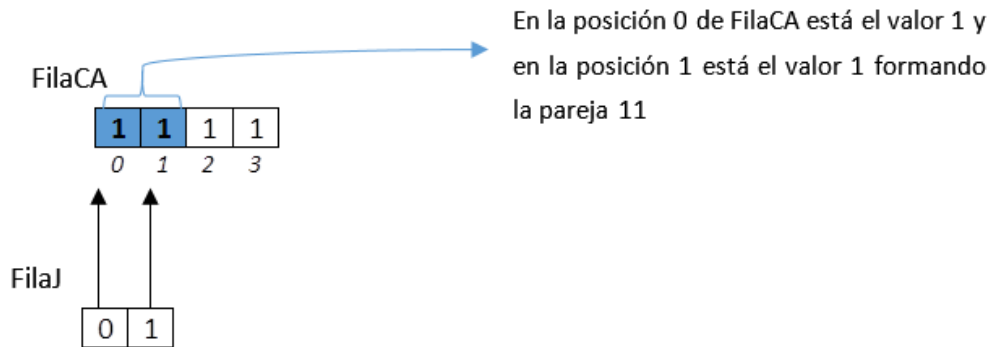 En la posición 0 de FilaCA está el valor 1 y
en la posición 1 está el valor 1 formando
la pareja 11
FilaCA
1 1 1 1
0 1 2 3
FilaJ
0 1